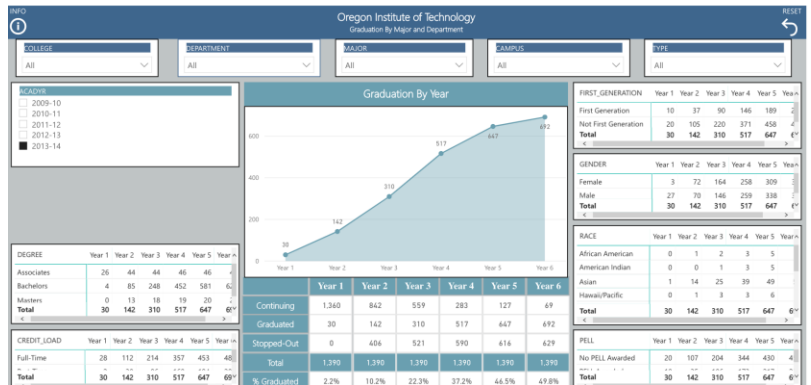 INFO
Oregon Institute of Technology
RESET
Graduation By Major and Department
COLLEGE
All
DEPARTMENT
All
MAJOR
All
CAMPUS
All
TYPE
All
ACADYR
2009-10
2010-11
2011-12
2012-13
2013-14
Graduation By Year
600
400
200
0
30
142
310
517
647
692
Year 1 Year 2 Year 3 Year 4 Year 5 Year 6
Year 1 Year 2 Year 3 Year 4 Year 5 Year 6
Continuing 1,360 842 559 283 127 69
Graduated 30 142 310 517 647 692
Stopped-Out 0 406 521 590 616 629
Total 1,390 1,390 1,390 1,390 1,390 1,390
% Graduated 2.2% 10.2% 22.3% 37.2% 46.5% 49.8%
DEGREE Year 1 Year 2 Year 3 Year 4 Year 5 Year
Associates 26 44 44 46 46
Bachelors 4 85 248 452 581
Masters 0 13 18 19 20
Total 30 142 310 517 647
CREDIT_LOAD Year 1 Year 2 Year 3 Year 4 Year 5 Year
Full-Time 28 112 214 357 453 48
Total 30 142 310 517 647
FIRST_GENERATION Year 1 Year 2 Year 3 Year 4 Year 5 Year
First Generation 10 37 90 146 189
Not First Generation 20 105 220 371 458
Total 30 142 310 517 647
GENDER Year 1 Year 2 Year 3 Year 4 Year 5 Year
Female 3 72 164 258 309
Male 27 70 146 259 338
Total 30 142 310 517 647
RACE Year 1 Year 2 Year 3 Year 4 Year 5 Year
African American 0 1 2 3 5
American Indian 0 0 1 3 5
Asian 1 14 25 39 49
Hawaii/Pacific 0 1 3 3 6
Total 30 142 310 517 647
PELL Year 1 Year 2 Year 3 Year 4 Year 5 Year
No PELL Awarded 20 107 204 344 430
Total 30 142 310 517 647